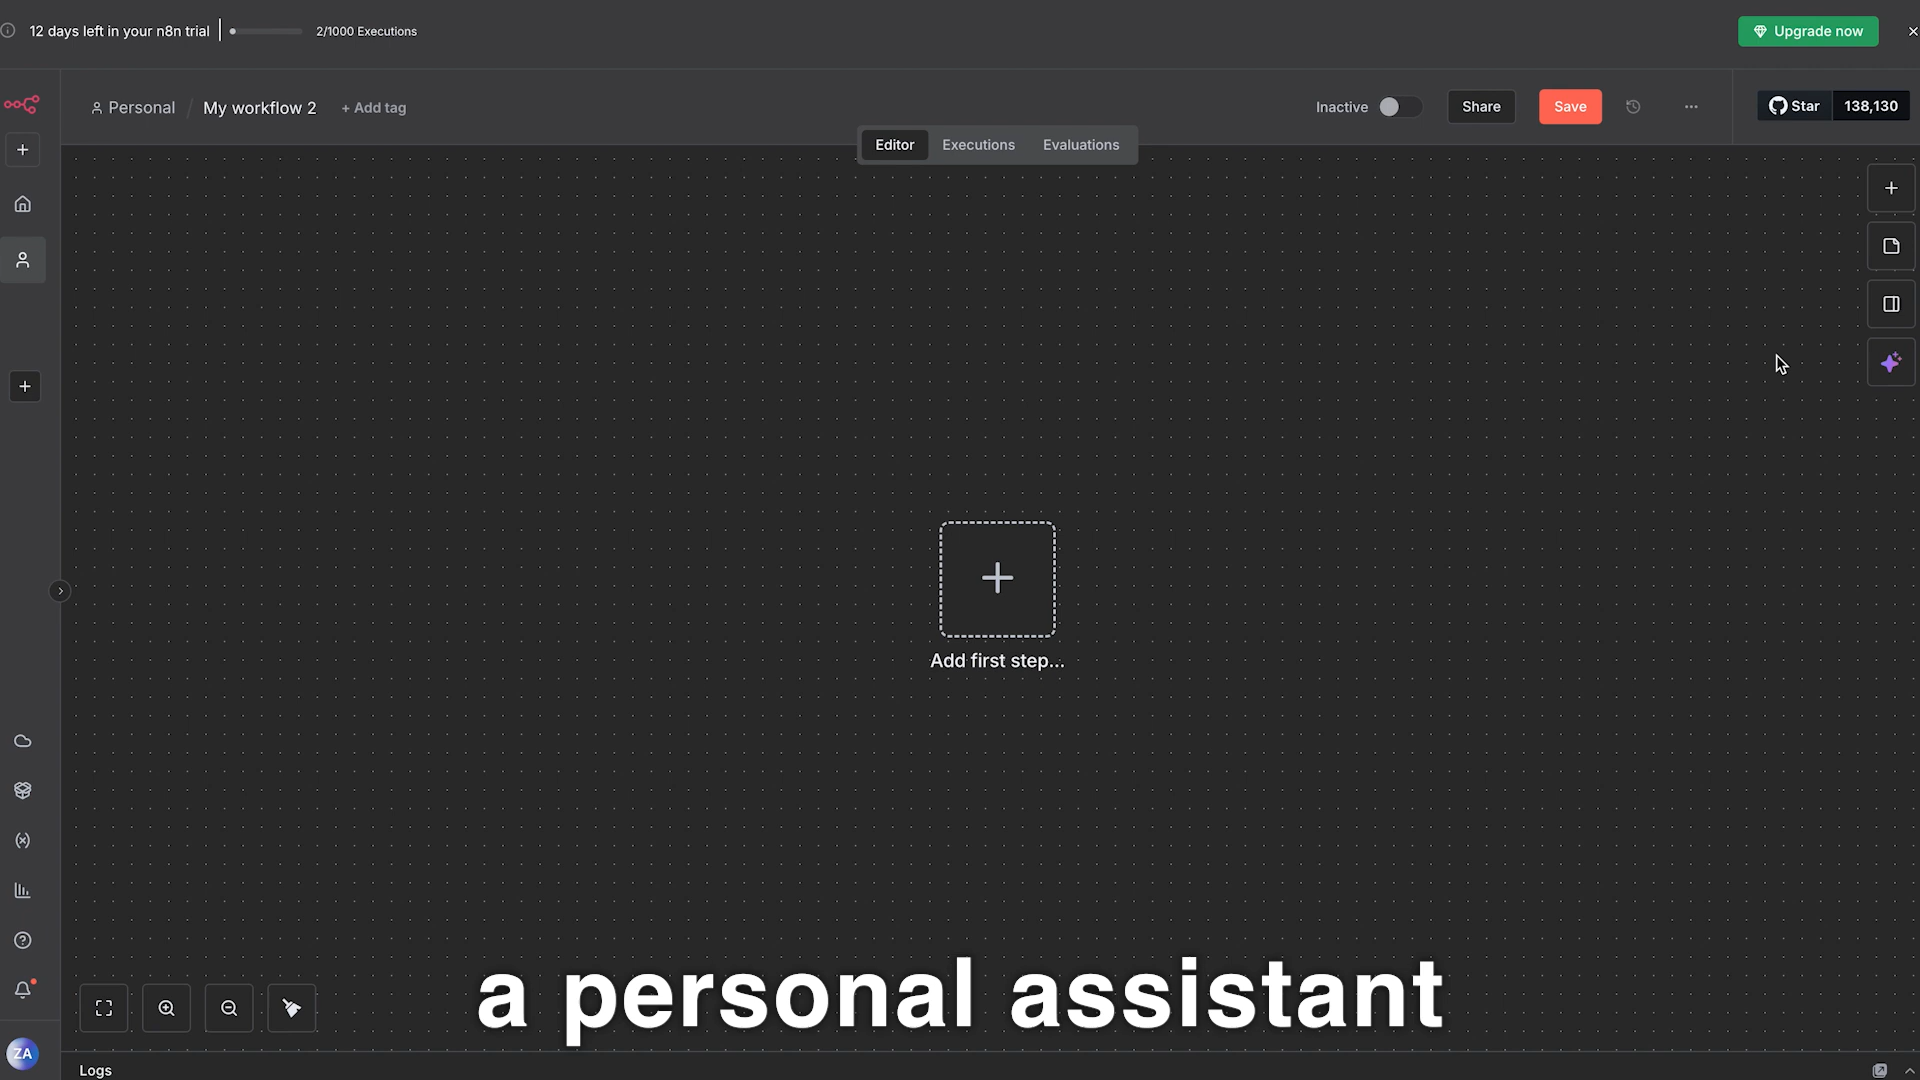 12 days left in your n8n trial
2/1000 Executions
Upgrade now
Personal / My workflow 2
+ Add tag
Inactive
Share
Save
...
Star
138,130
Editor
Executions
Evaluations
Add first step...
a personal assistant
ZA
Logs